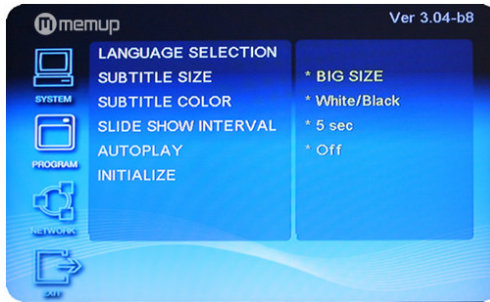 memup
Ver 3.04-b8
LANGUAGE SELECTION
SUBTITLE SIZE * BIG SIZE
SUBTITLE COLOR * White/Black
SLIDE SHOW INTERVAL * 5 sec
AUTOPLAY * Off
INITIALIZE
SYSTEM
PROGRAM
NETWORK
EXIT